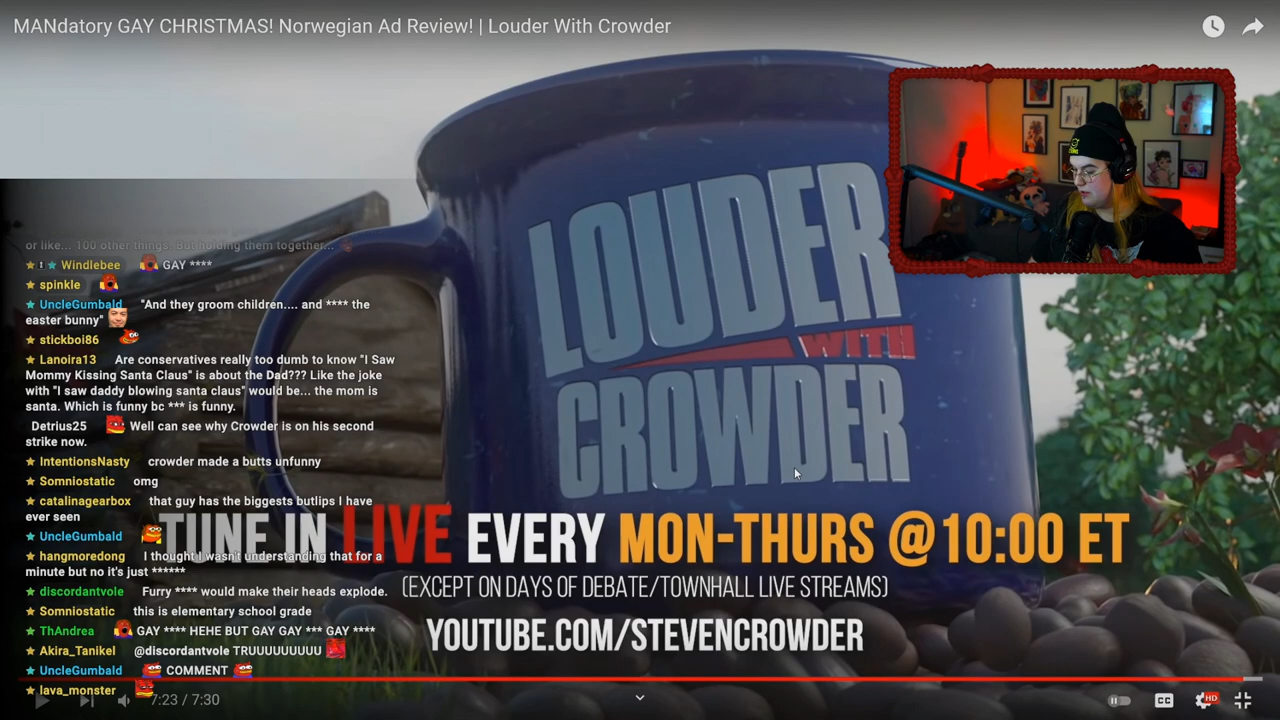 MANdatory GAY CHRISTMAS! Norwegian Ad Review! | Louder With Crowder
LOUDER
WITH
CROWDER
or like... 100 other things. But holding them together...
Windlebee GAY ****
spinkle
UncleGumbald "And they groom children.... and **** the
easter bunny"
stickboi86
Lanoira13 Are conservatives really too dumb to know "I Saw
Mommy Kissing Santa Claus" is about the Dad??? Like the joke
with "I saw daddy blowing santa claus" would be... the mom is
santa. Which is funny bc *** is funny.
Detrius25 Well can see why Crowder is on his second
strike now.
IntentionsNasty crowder made a butts unfunny
Somniostatic omg
catalinagearbox that guy has the biggests butlips I have
ever seen
UncleGumbald
hangmoredong I thought I wasn't understanding that for a
minute but no it's just ******
discordantvole Furry **** would make their heads explode.
Somniostatic this is elementary school grade
ThAndrea GAY **** HEHE BUT GAY GAY *** GAY ****
Akira_Tanikel @discordantvole TRUUUUUUUUU
UncleGumbald COMMENT
lava_monster
TUNE IN LIVE EVERY MON-THURS @10:00 ET
(EXCEPT ON DAYS OF DEBATE/TOWNHALL LIVE STREAMS)
YOUTUBE.COM/STEVENCROWDER
7:23 / 7:30
CC
HD